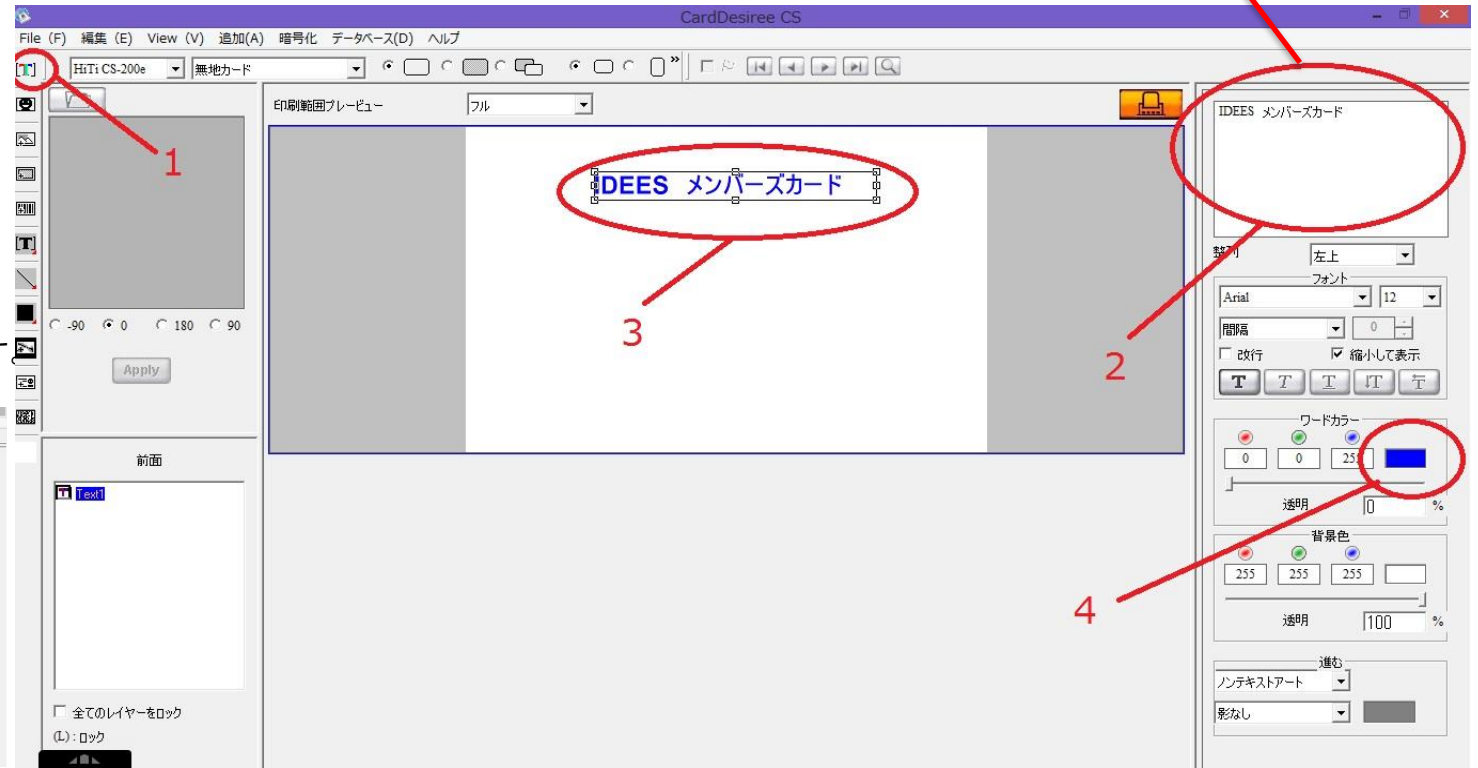 CardDesiree CS
File (F) 編集 (E) View (V) 追加(A) 暗号化 データベース(D) ヘルプ
[T] HiTi CS-200e 無地カード
印刷範囲プレービュー フル
1
IDEES メンバーズカード
3
IDEES メンバーズカード
2
整列 左上
フォント
Arial 12
間隔 0
改行 縮小して表示
T T T IT T
-90 0 180 90
Apply
ワードカラー
0 0 255
透明 0 %
背景色
255 255 255
透明 100 %
4
進む
ノンテキストアート
影なし
前面
Text1
全てのレイヤーをロック
(L) : ロック